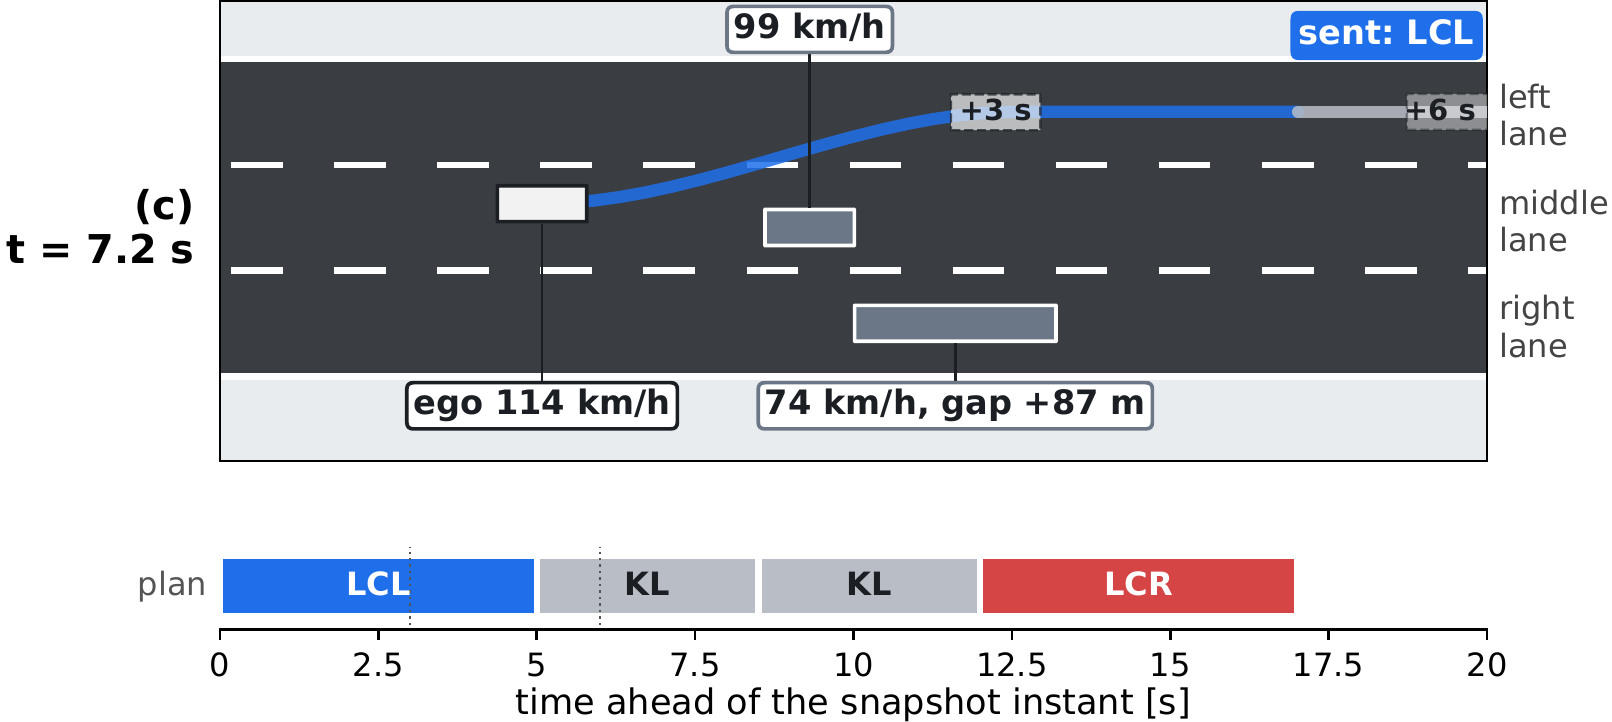 99 km/h
sent: LCL
+3 s
+6 s
left
lane
(c)
t = 7.2 s
middle
lane
right
lane
ego 114 km/h
74 km/h, gap +87 m
plan
LCL
KL
KL
LCR
0
2.5
5
7.5
10
12.5
15
17.5
20
time ahead of the snapshot instant [s]